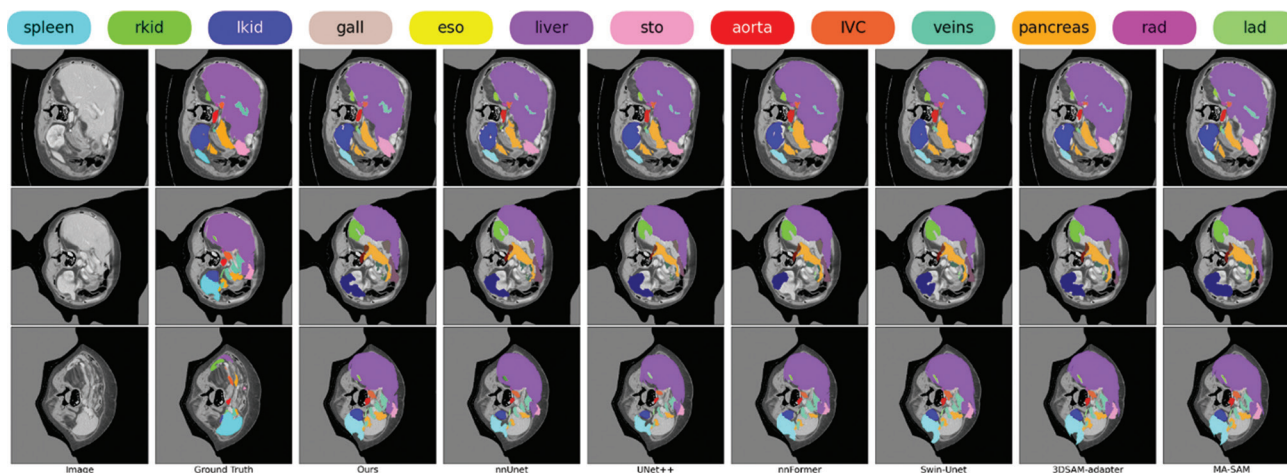 spleen rkid lkid gall eso liver sto aorta IVC veins pancreas rad lad
Image Ground Truth Ours nnUnet UNet++ nnFormer Swin-Unet 3DSAM-adapter MA-SAM